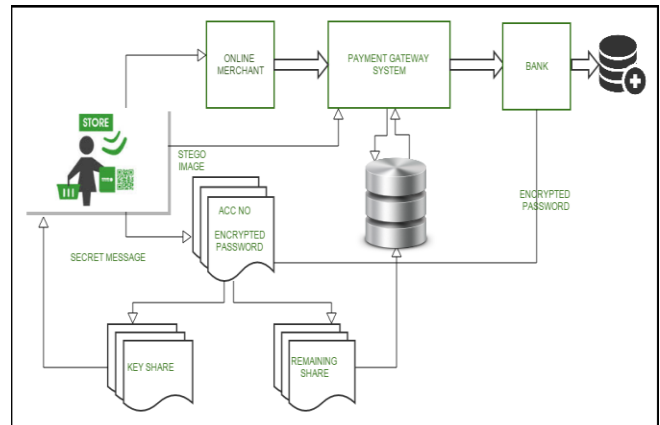 ONLINE
MERCHANT
PAYMENT GATEWAY
SYSTEM
BANK
STORE
STEGO
IMAGE
ACC NO
ENCRYPTED
PASSWORD
ENCRYPTED
PASSWORD
SECRET MESSAGE
KEY SHARE
REMAINING
SHARE